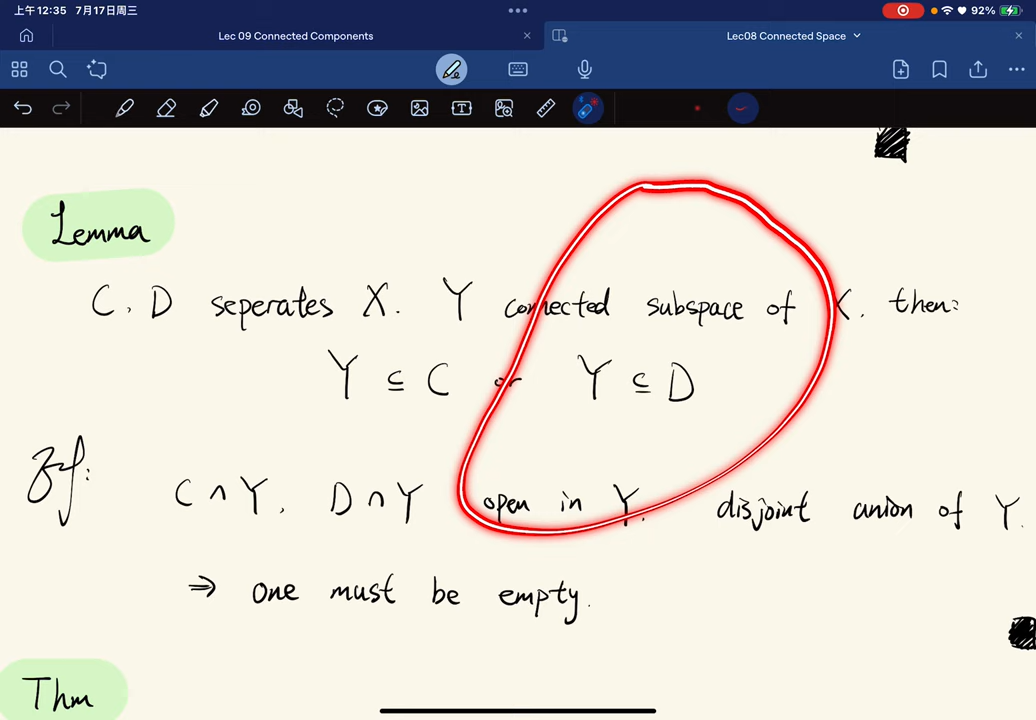 上午12:35 7月17日周三
92%
Lec 09 Connected Components
Lec08 Connected Space
Lemma
C, D seperates X. Y connected subspace of X, then:
Y ⊆ C or Y ⊆ D
Pf:
C ∩ Y, D ∩ Y open in Y, disjoint union of Y.
⇒ One must be empty.
Thm